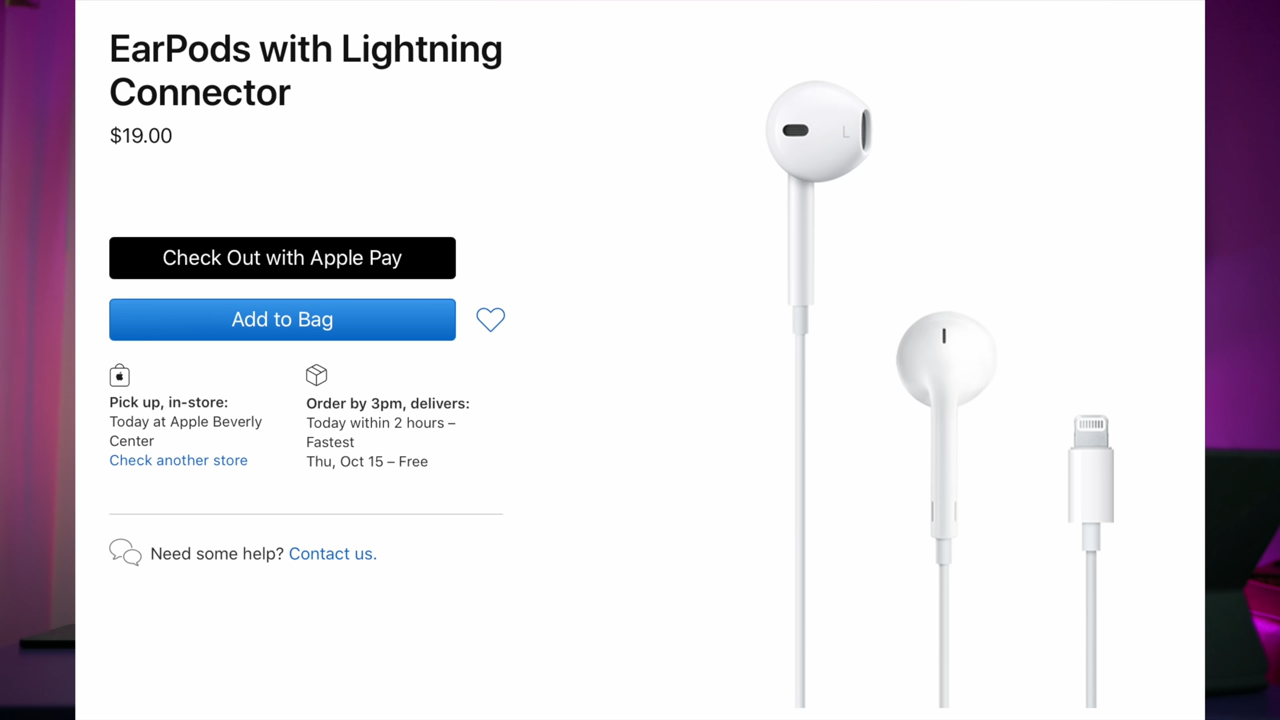 EarPods with Lightning
Connector
$19.00
Check Out with Apple Pay
Add to Bag
Pick up, in-store:
Today at Apple Beverly
Center
Check another store
Order by 3pm, delivers:
Today within 2 hours –
Fastest
Thu, Oct 15 – Free
Need some help? Contact us.
L